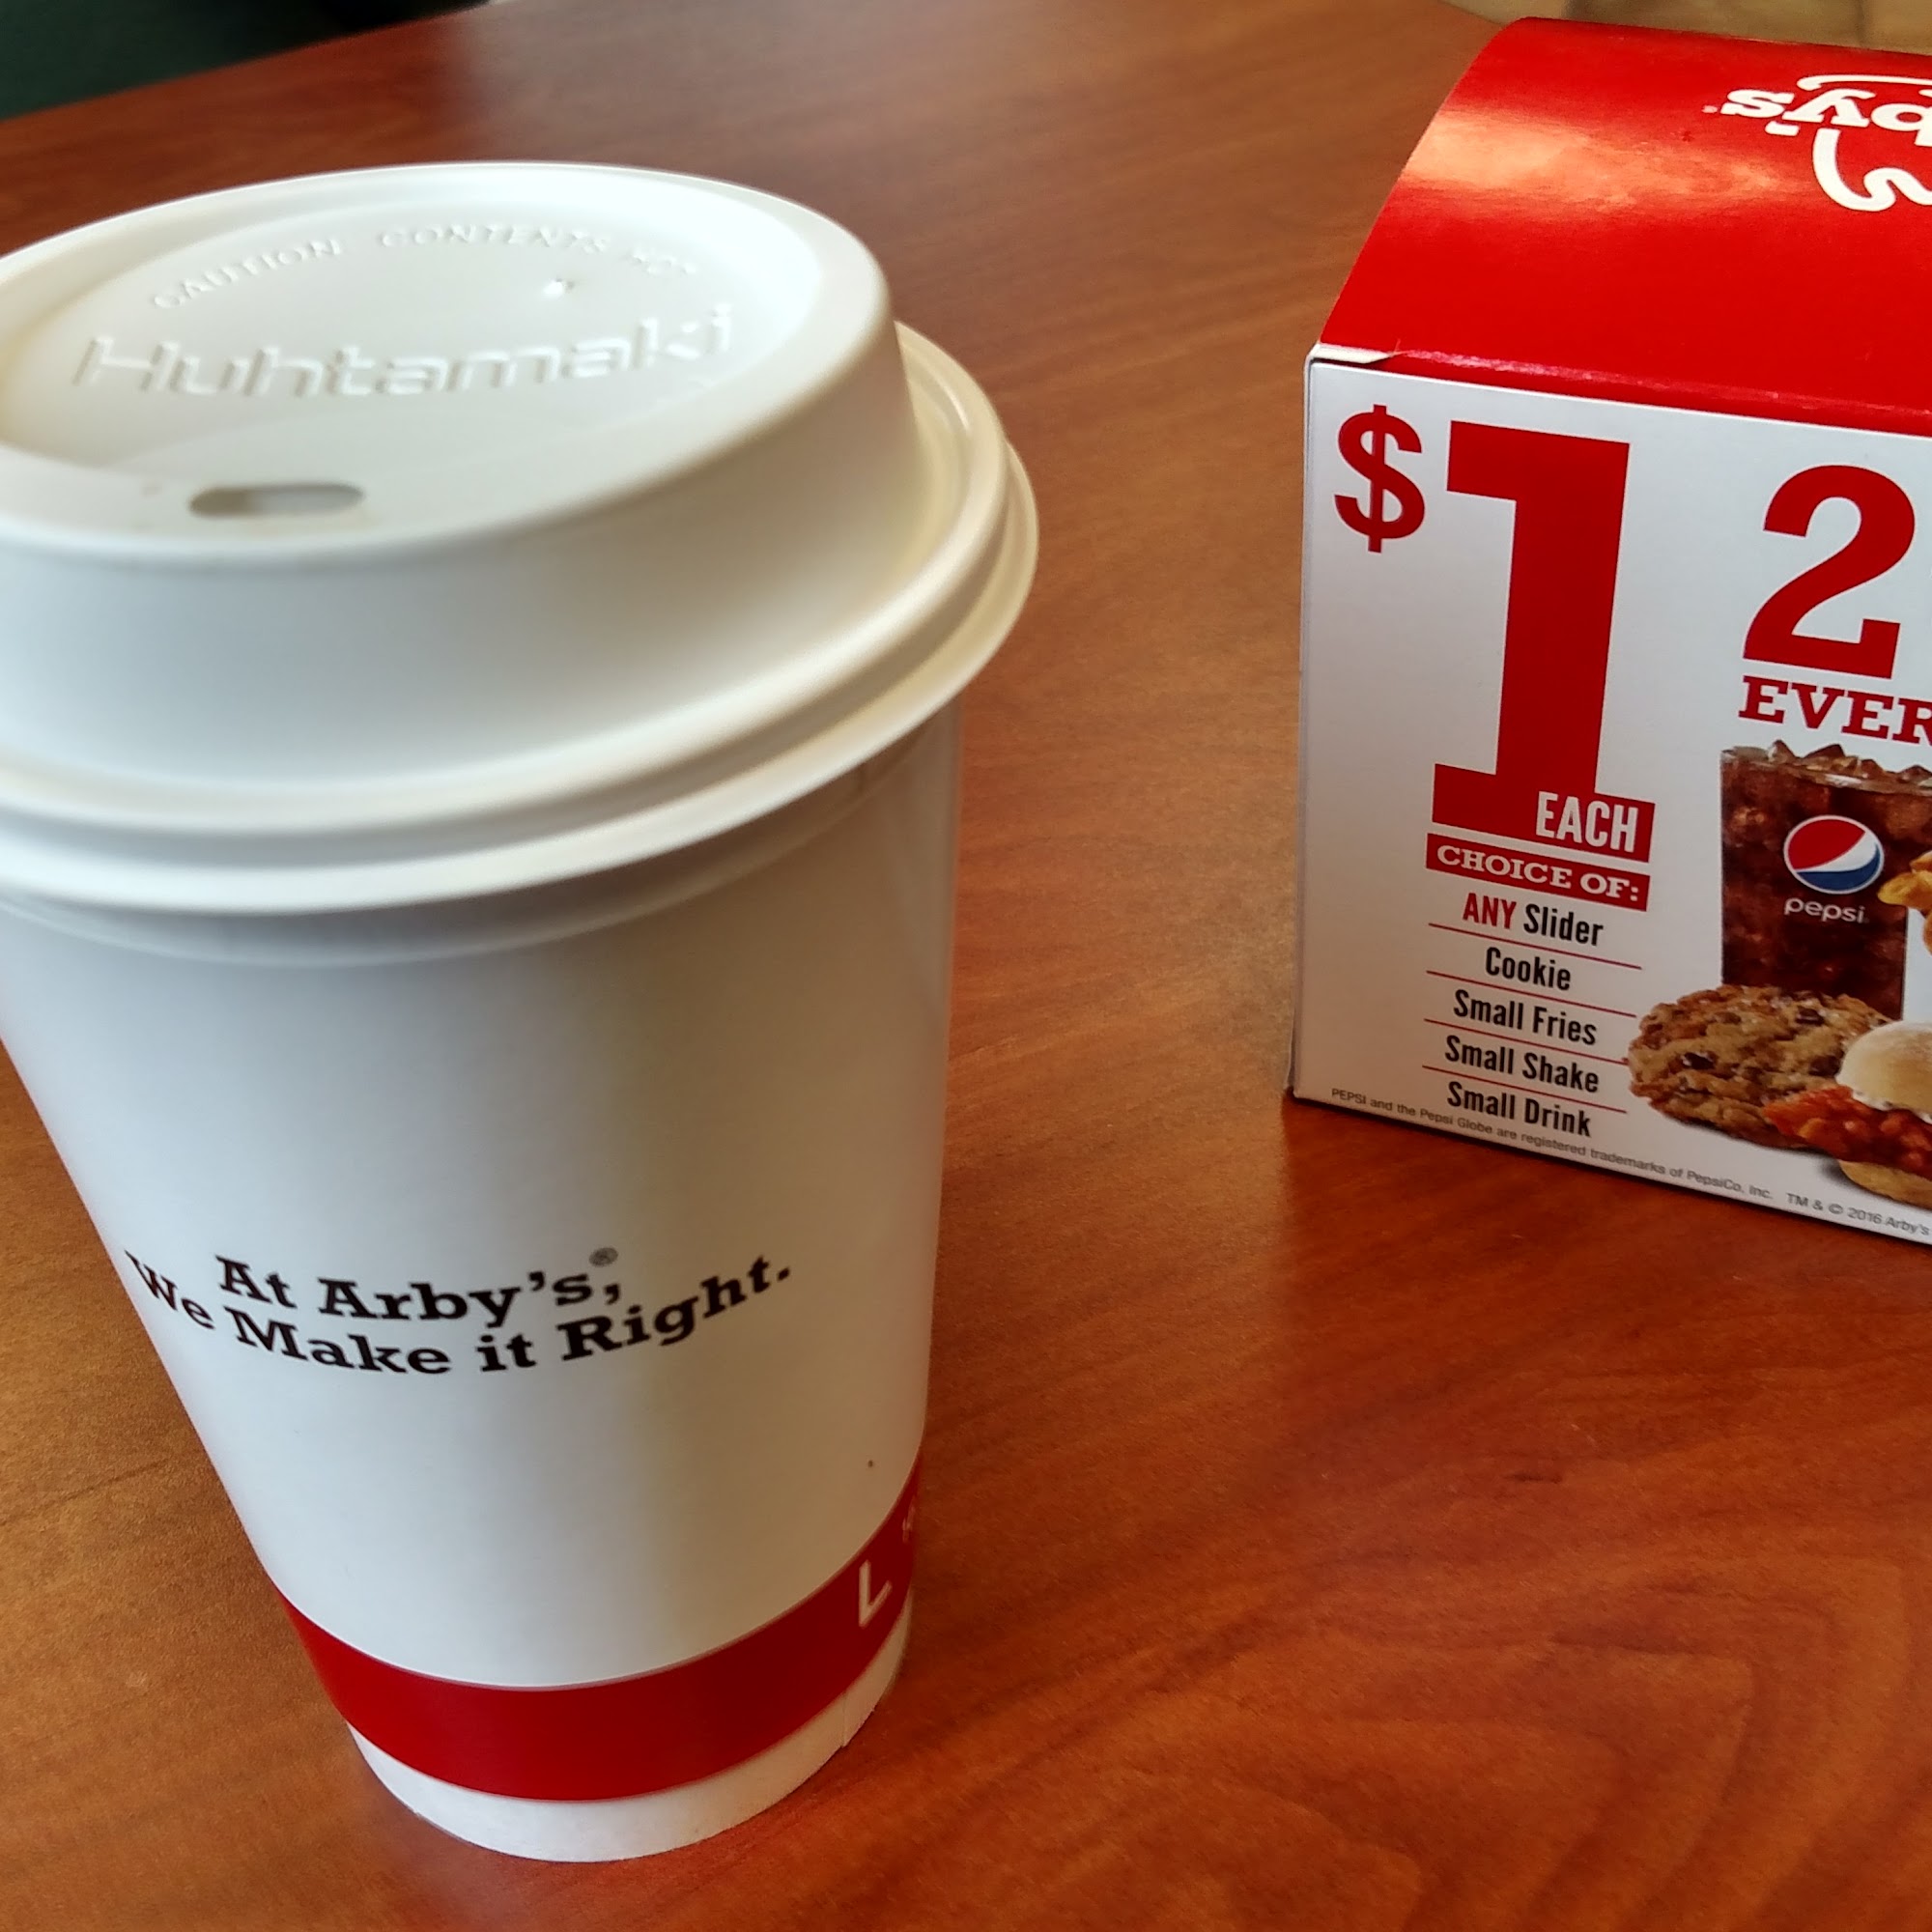 CAUTION CONTENTS HOT
Huhtamaki
At Arby's,®
We Make it Right.
L
$1
EACH
CHOICE OF:
ANY Slider
Cookie
Small Fries
Small Shake
Small Drink
2
EVER
pepsi
PEPSI and the Pepsi Globe are registered trademarks of PepsiCo, Inc. TM & © 2016 Arby's